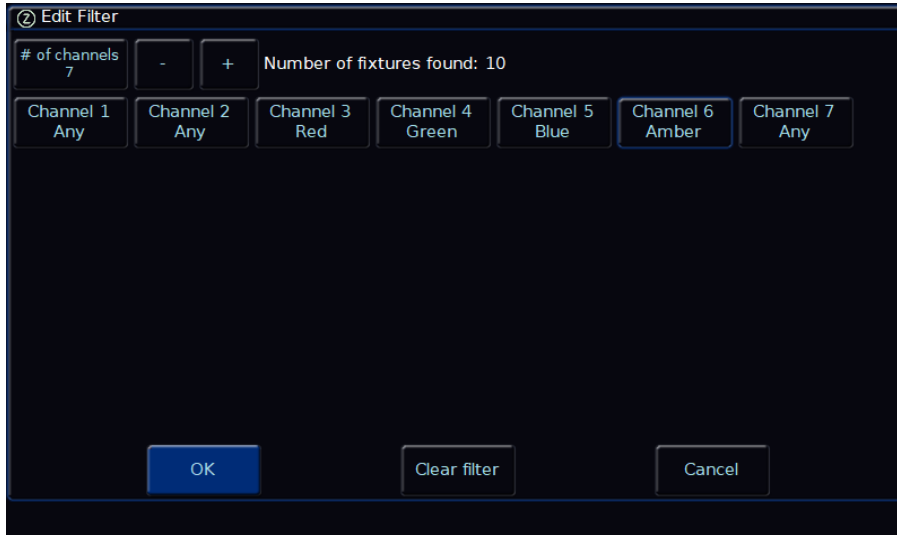 Z Edit Filter
# of channels
7
-
+
Number of fixtures found: 10
Channel 1
Any
Channel 2
Any
Channel 3
Red
Channel 4
Green
Channel 5
Blue
Channel 6
Amber
Channel 7
Any
OK
Clear filter
Cancel